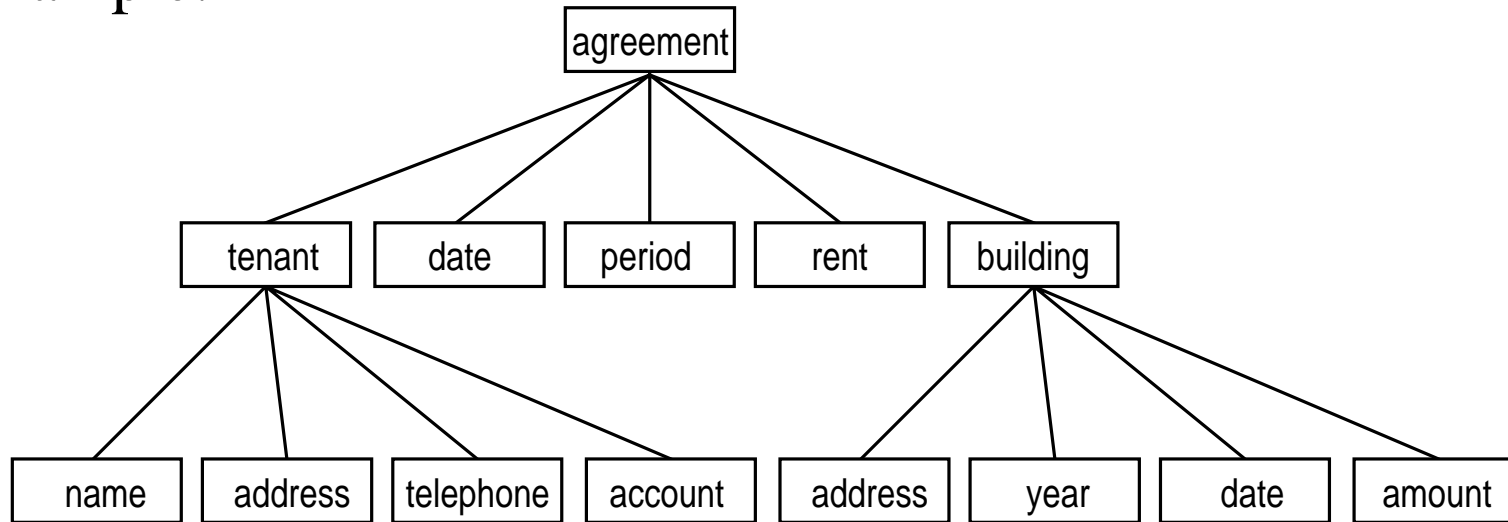 agreement
tenant date period rent building
name address telephone account address year date amount